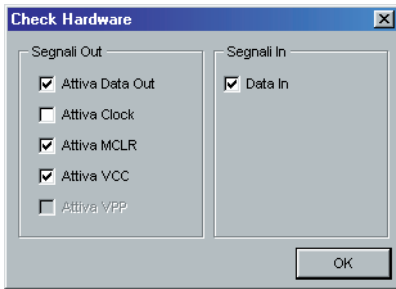 Check Hardware
Segnali Out
Attiva Data Out
Attiva Clock
Attiva MCLR
Attiva VCC
Attiva VPP
Segnali In
Data In
OK